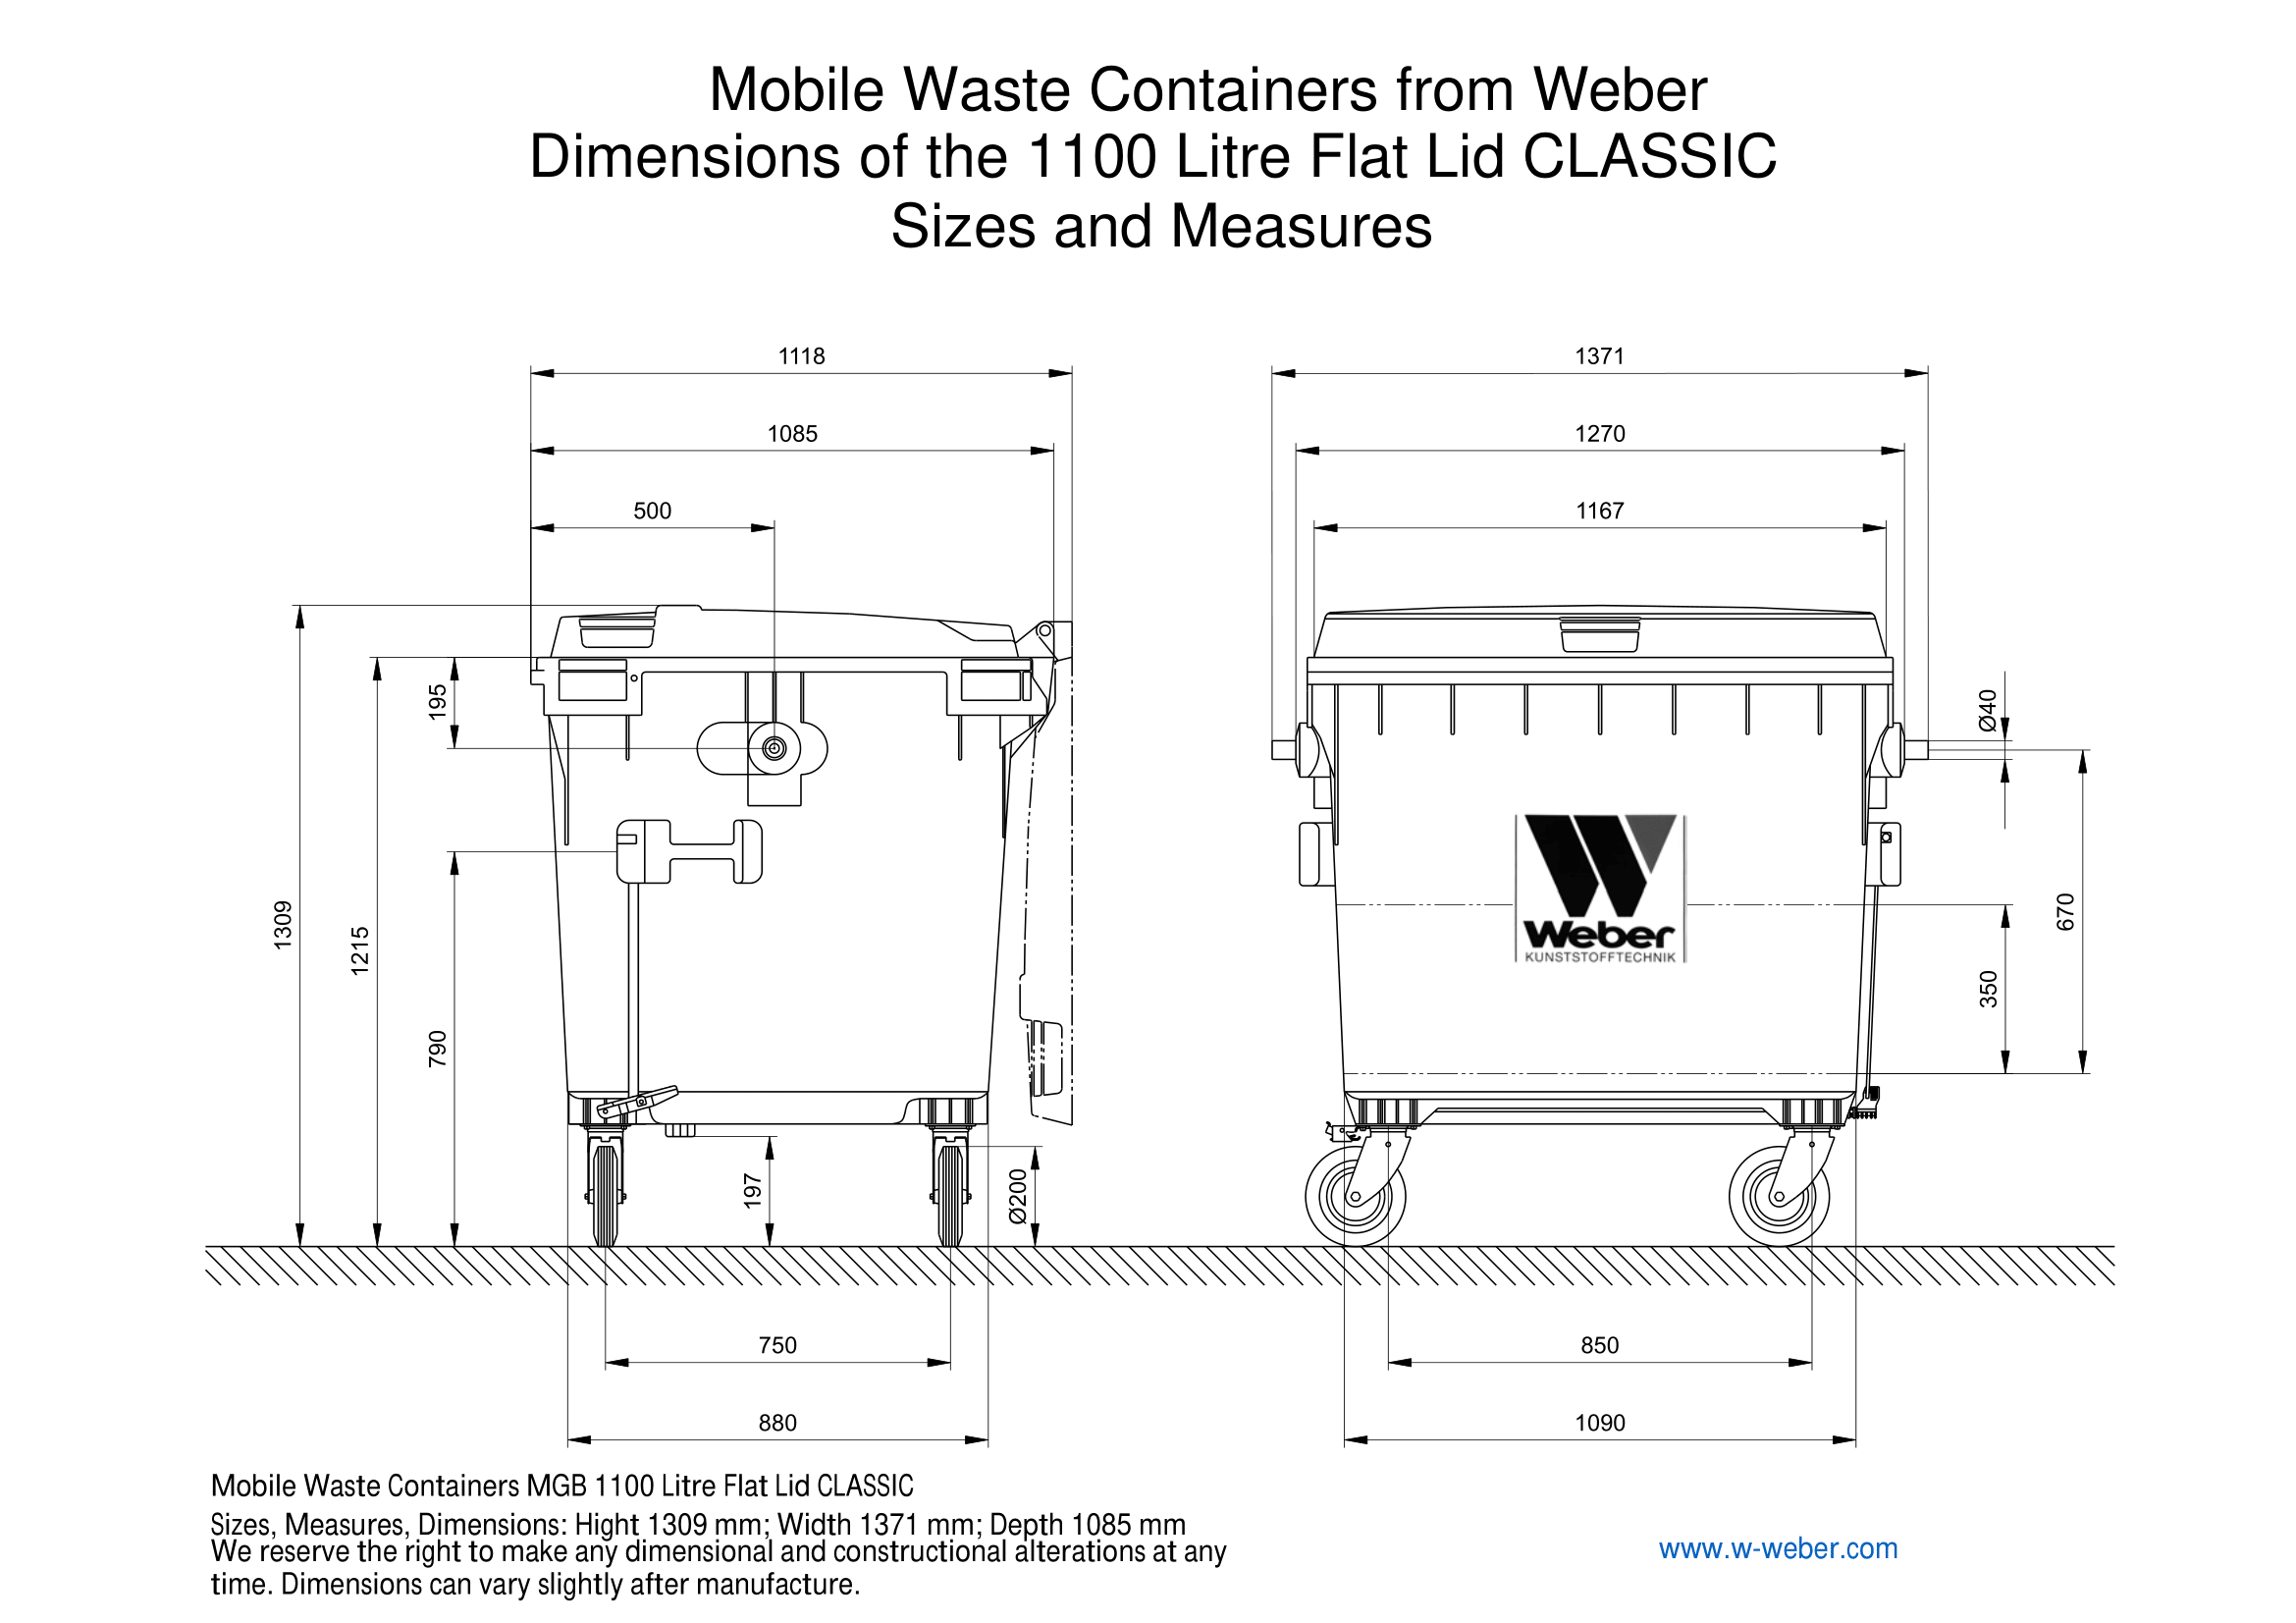 Mobile Waste Containers from Weber
Dimensions of the 1100 Litre Flat Lid CLASSIC
Sizes and Measures
1118
1371
1085
1270
500
1167
195
Ø40
1309
1215
790
670
350
197
Ø200
Weber
KUNSTSTOFFTECHNIK
750
850
880
1090
Mobile Waste Containers MGB 1100 Litre Flat Lid CLASSIC
Sizes, Measures, Dimensions: Hight 1309 mm; Width 1371 mm; Depth 1085 mm
We reserve the right to make any dimensional and constructional alterations at any
time. Dimensions can vary slightly after manufacture.
www.w-weber.com